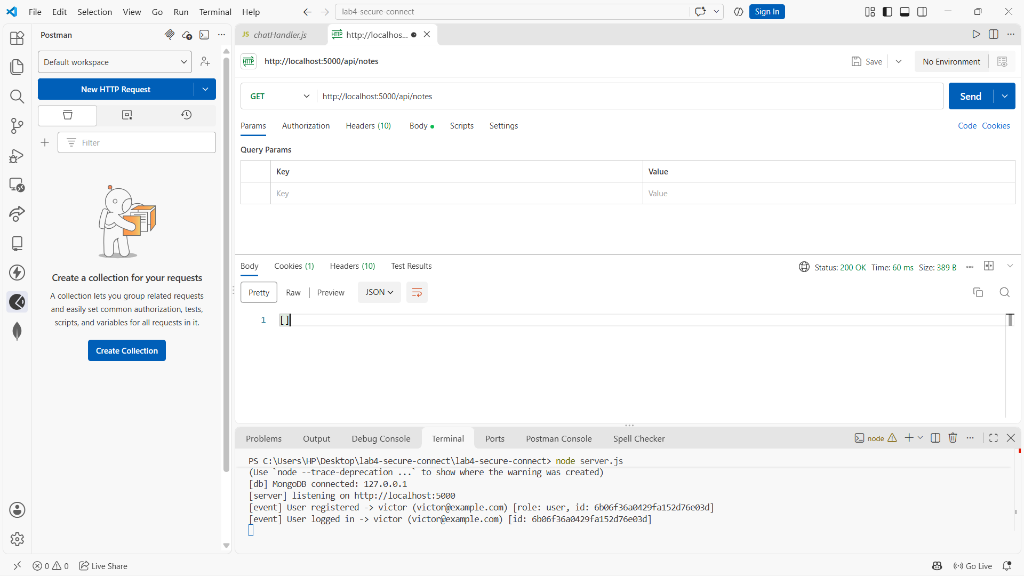 File Edit Selection View Go Run Terminal Help
lab4-secure-connect
Sign In
Postman
JS chatHandler.js
HTTP http://localhos...
Default workspace
HTTP http://localhost:5000/api/notes
Save
No Environment
New HTTP Request
GET
http://localhost:5000/api/notes
Send
Params Authorization Headers (10) Body Scripts Settings
Code Cookies
Filter
Query Params
Key Value
Key Value
Create a collection for your requests
A collection lets you group related requests
and easily set common authorization, tests,
scripts, and variables for all requests in it.
Create Collection
Body Cookies (1) Headers (10) Test Results
Status: 200 OK Time: 60 ms Size: 389 B
Pretty Raw Preview JSON
1 []
Problems Output Debug Console Terminal Ports Postman Console Spell Checker
node
PS C:\Users\HP\Desktop\lab4-secure-connect\lab4-secure-connect> node server.js
(Use `node --trace-deprecation ...` to show where the warning was created)
[db] MongoDB connected: 127.0.0.1
[server] listening on http://localhost:5000
[event] User registered -> victor (victor@example.com) [role: user, id: 6b06f36a0429fa152d76e03d]
[event] User logged in -> victor (victor@example.com) [id: 6b06f36a0429fa152d76e03d]
0 0 Live Share
Go Live